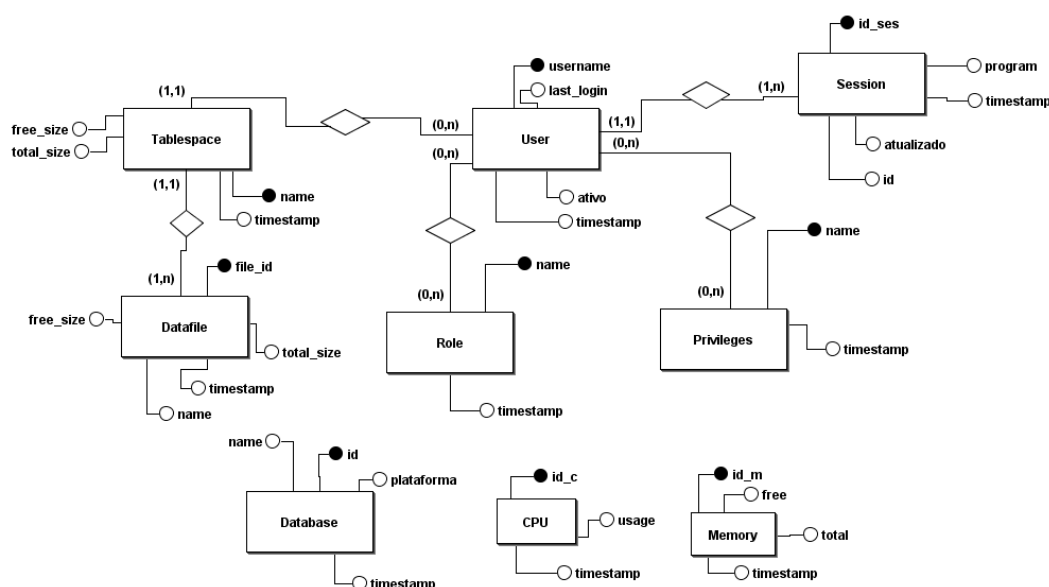 id_ses
program
Session
timestamp
atualizado
id
(1,n)
username
last_login
(1,1)
(0,n)
User
(1,1)
(0,n)
(0,n)
ativo
timestamp
free_size
total_size
Tablespace
(1,1)
name
timestamp
(1,n)
file_id
free_size
Datafile
total_size
timestamp
name
name
(0,n)
Role
timestamp
name
(0,n)
Privileges
timestamp
name
id
plataforma
Database
timestamp
id_c
CPU
usage
timestamp
id_m
free
Memory
total
timestamp